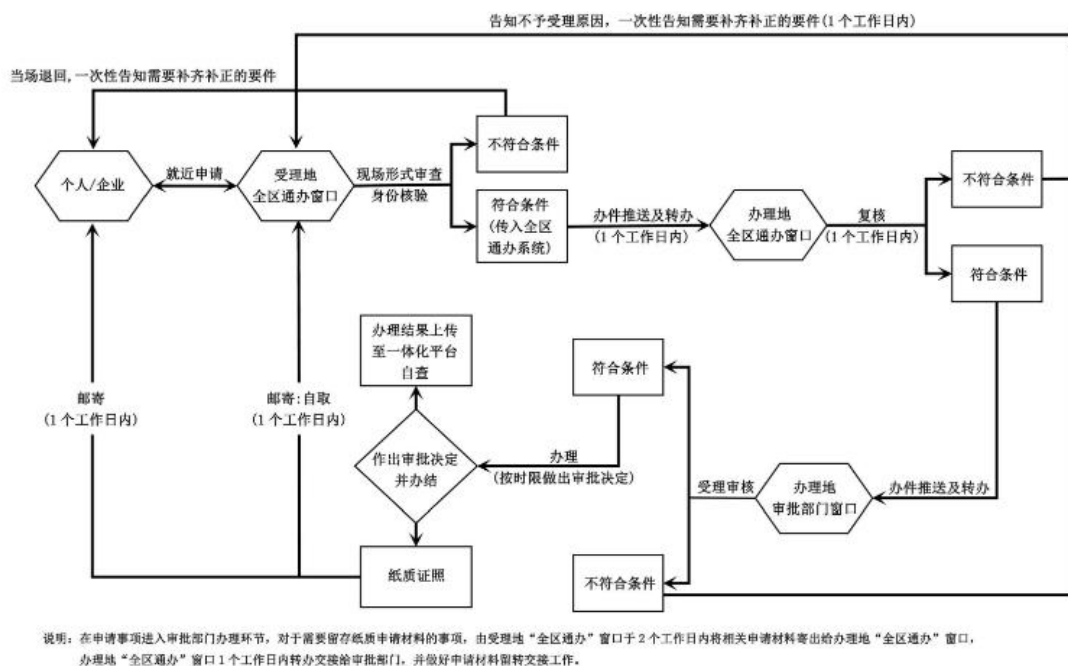 告知不予受理原因，一次性告知需要补齐补正的要件(1个工作日内)
当场退回,一次性告知需要补齐补正的要件
个人/企业
就近申请
受理地
全区通办窗口
现场形式审查
身份核验
不符合条件
符合条件
(传入全区
通办系统)
办件推送及转办
(1个工作日内)
办理地
全区通办窗口
复核
(1个工作日内)
不符合条件
符合条件
办件推送及转办
办理地
审批部门窗口
受理审核
符合条件
不符合条件
办理
(按时限做出审批决定)
作出审批决定
并办结
办理结果上传
至一体化平台
自查
纸质证照
邮寄
(1个工作日内)
邮寄:自取
(1个工作日内)
说明：在申请事项进入审批部门办理环节，对于需要留存纸质申请材料的事项，由受理地“全区通办”窗口于2个工作日内将相关申请材料寄出给办理地“全区通办”窗口，
办理地“全区通办”窗口1个工作日内转办交接给审批部门，并做好申请材料留转交接工作。